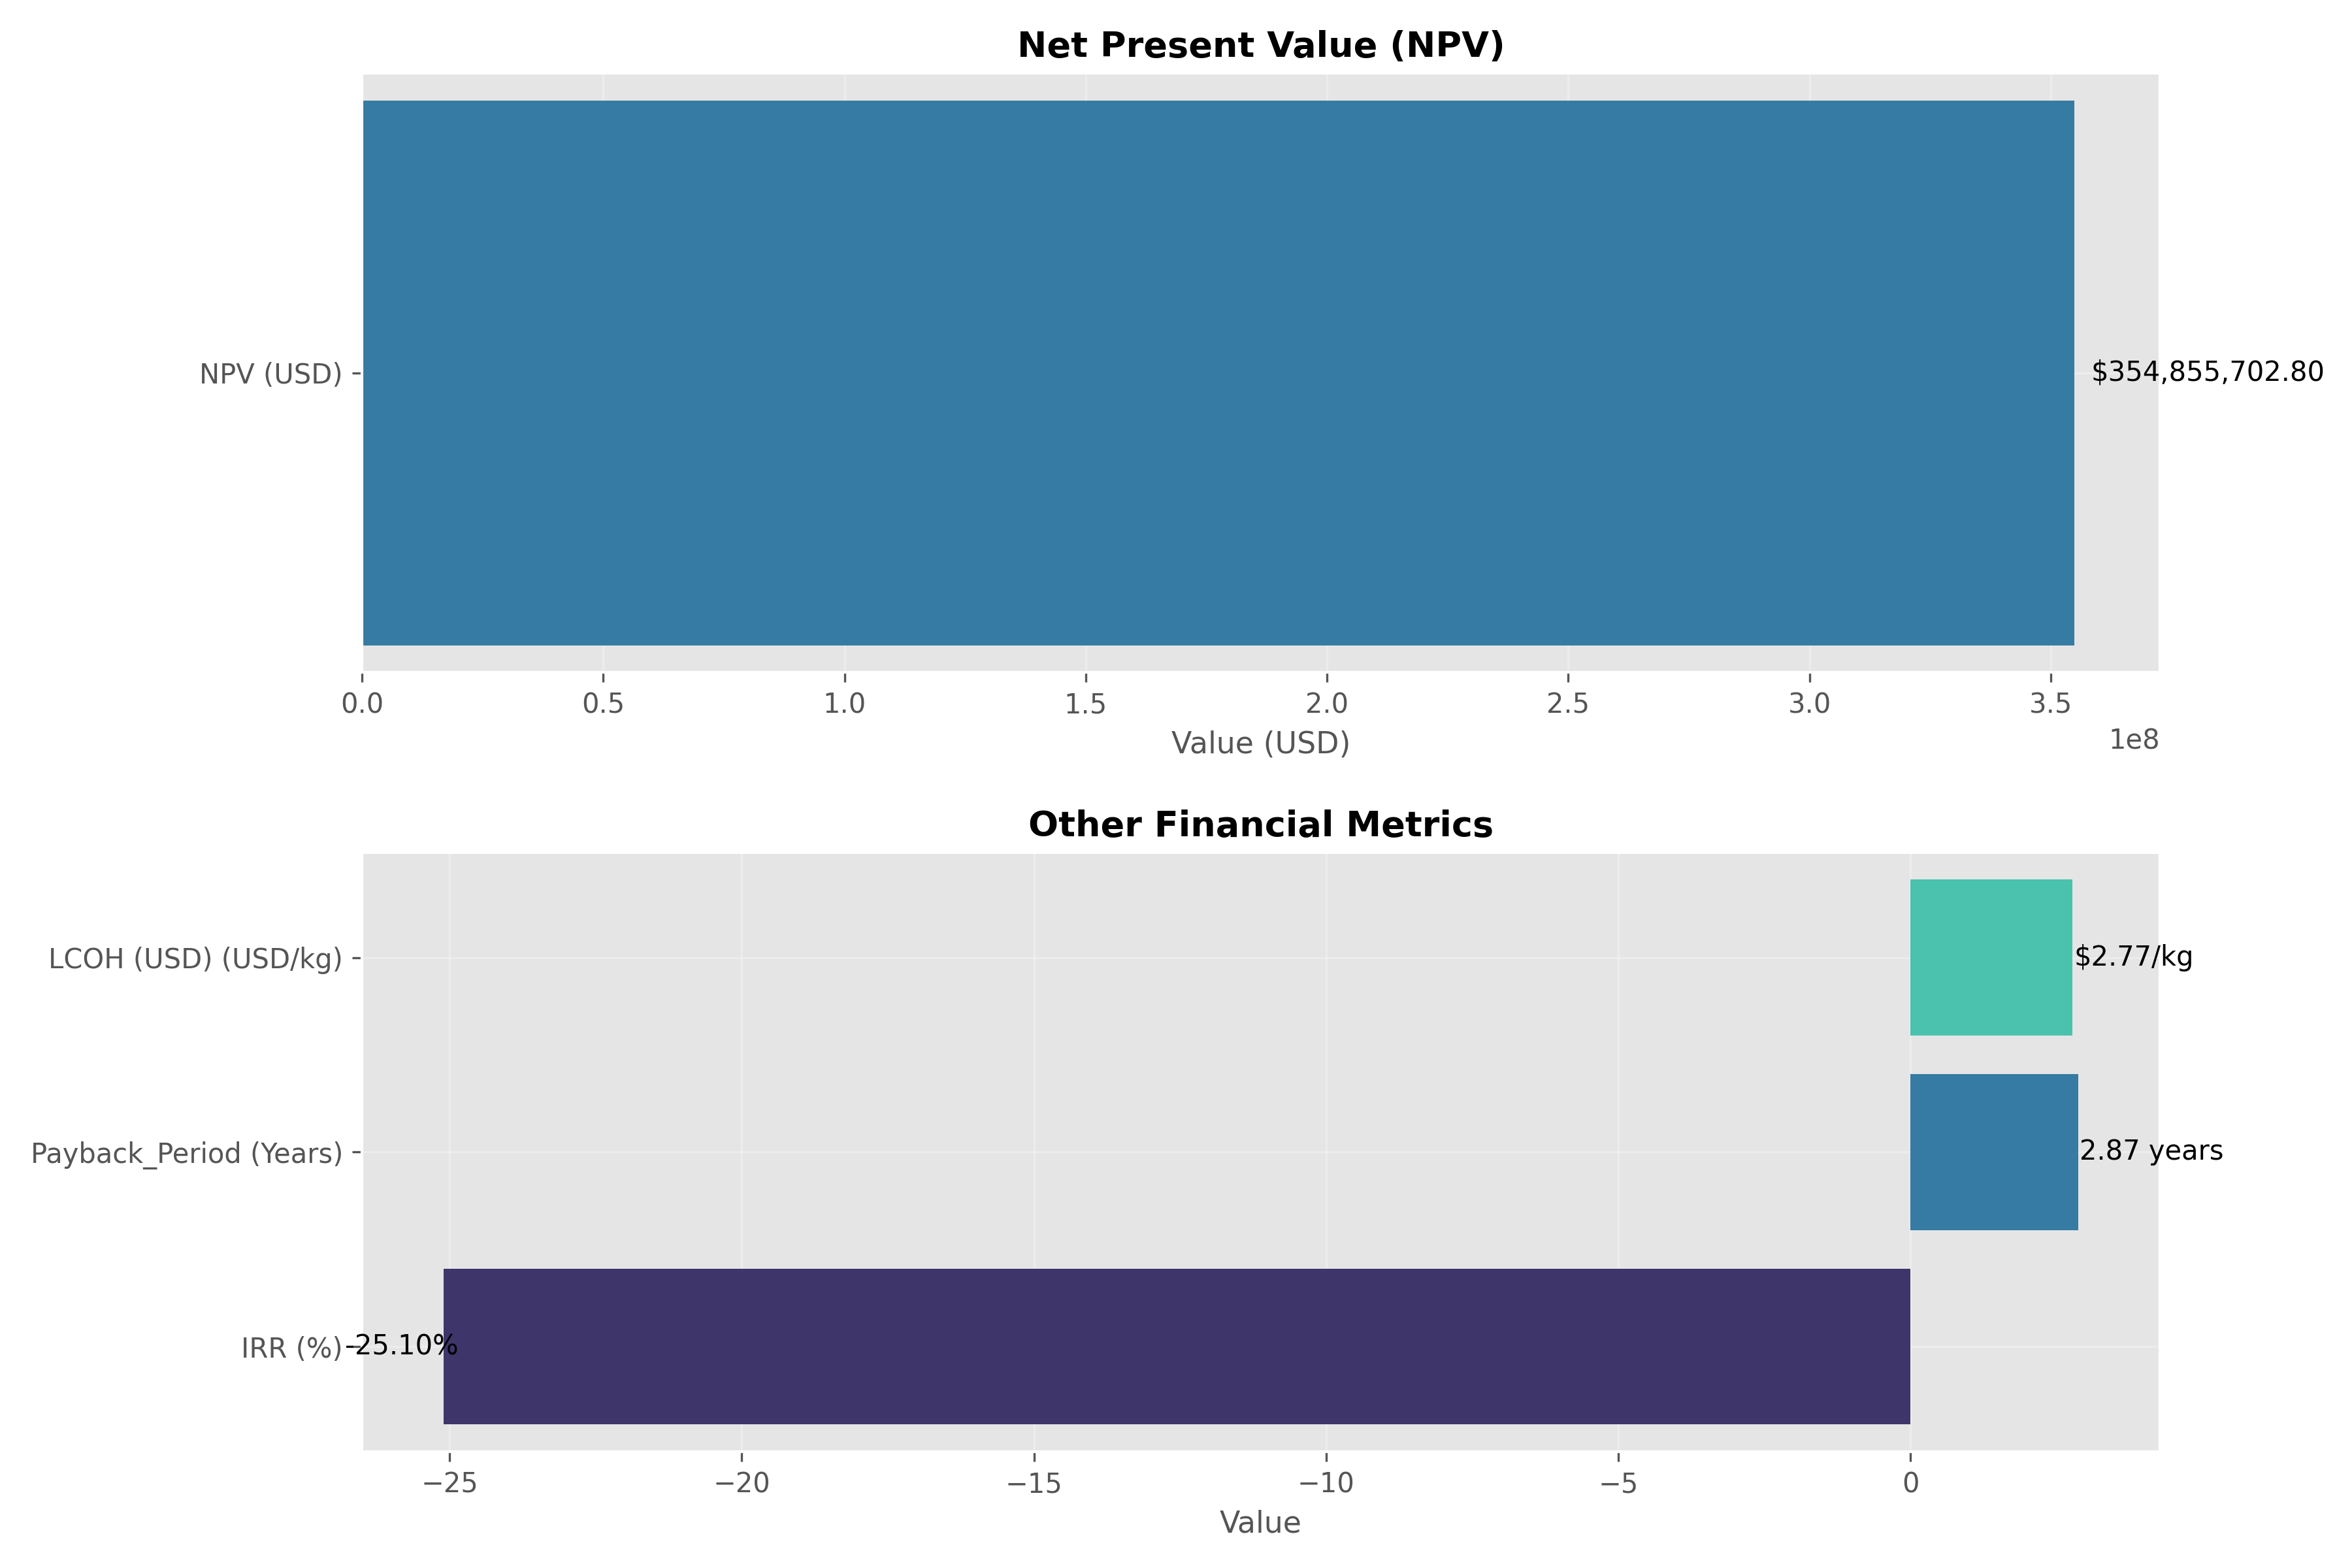 Net Present Value (NPV)
NPV (USD)
$354,855,702.80
0.0 0.5 1.0 1.5 2.0 2.5 3.0 3.5
Value (USD)
1e8
Other Financial Metrics
LCOH (USD) (USD/kg)
$2.77/kg
Payback_Period (Years)
2.87 years
IRR (%)
-25.10%
−25 −20 −15 −10 −5 0
Value